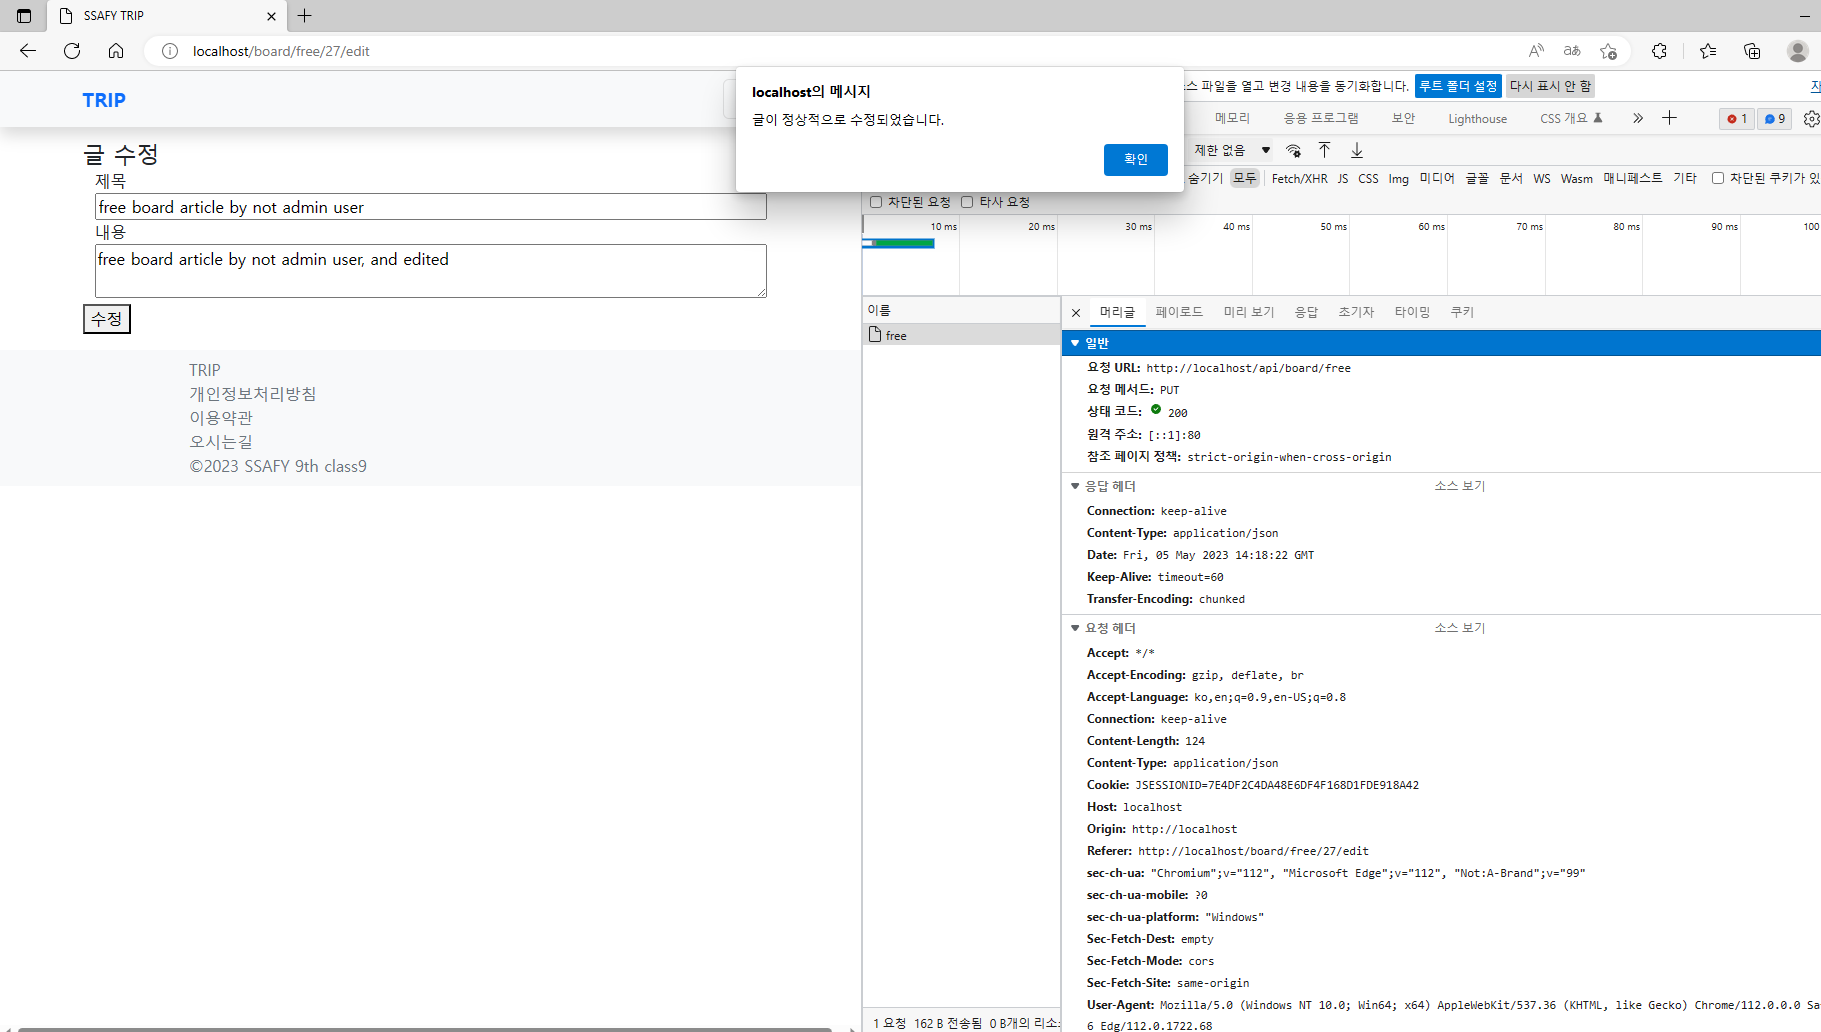 SSAFY TRIP
localhost/board/free/27/edit
TRIP
localhost의 메시지
글이 정상적으로 수정되었습니다.
확인
스 파일을 열고 변경 내용을 동기화합니다.
루트 폴더 설정
다시 표시 안 함
메모리
응용 프로그램
보안
Lighthouse
CSS 개요
1
9
제한 없음
숨기기
모두
Fetch/XHR
JS
CSS
Img
미디어
글꼴
문서
WS
Wasm
매니페스트
기타
차단된 쿠키가 있
차단된 요청
타사 요청
글 수정
제목
free board article by not admin user
내용
free board article by not admin user, and edited
수정
TRIP
개인정보처리방침
이용약관
오시는길
©2023 SSAFY 9th class9
10 ms
20 ms
30 ms
40 ms
50 ms
60 ms
70 ms
80 ms
90 ms
100
이름
free
머리글
페이로드
미리 보기
응답
초기자
타이밍
쿠키
일반
요청 URL: http://localhost/api/board/free
요청 메서드: PUT
상태 코드: 200
원격 주소: [::1]:80
참조 페이지 정책: strict-origin-when-cross-origin
응답 헤더
소스 보기
Connection: keep-alive
Content-Type: application/json
Date: Fri, 05 May 2023 14:18:22 GMT
Keep-Alive: timeout=60
Transfer-Encoding: chunked
요청 헤더
소스 보기
Accept: */*
Accept-Encoding: gzip, deflate, br
Accept-Language: ko,en;q=0.9,en-US;q=0.8
Connection: keep-alive
Content-Length: 124
Content-Type: application/json
Cookie: JSESSIONID=7E4DF2C4DA48E6DF4F168D1FDE918A42
Host: localhost
Origin: http://localhost
Referer: http://localhost/board/free/27/edit
sec-ch-ua: "Chromium";v="112", "Microsoft Edge";v="112", "Not:A-Brand";v="99"
sec-ch-ua-mobile: ?0
sec-ch-ua-platform: "Windows"
Sec-Fetch-Dest: empty
Sec-Fetch-Mode: cors
Sec-Fetch-Site: same-origin
User-Agent: Mozilla/5.0 (Windows NT 10.0; Win64; x64) AppleWebKit/537.36 (KHTML, like Gecko) Chrome/112.0.0.0 Sa
6 Edg/112.0.1722.68
1 요청
162 B 전송됨
0 B개의 리소